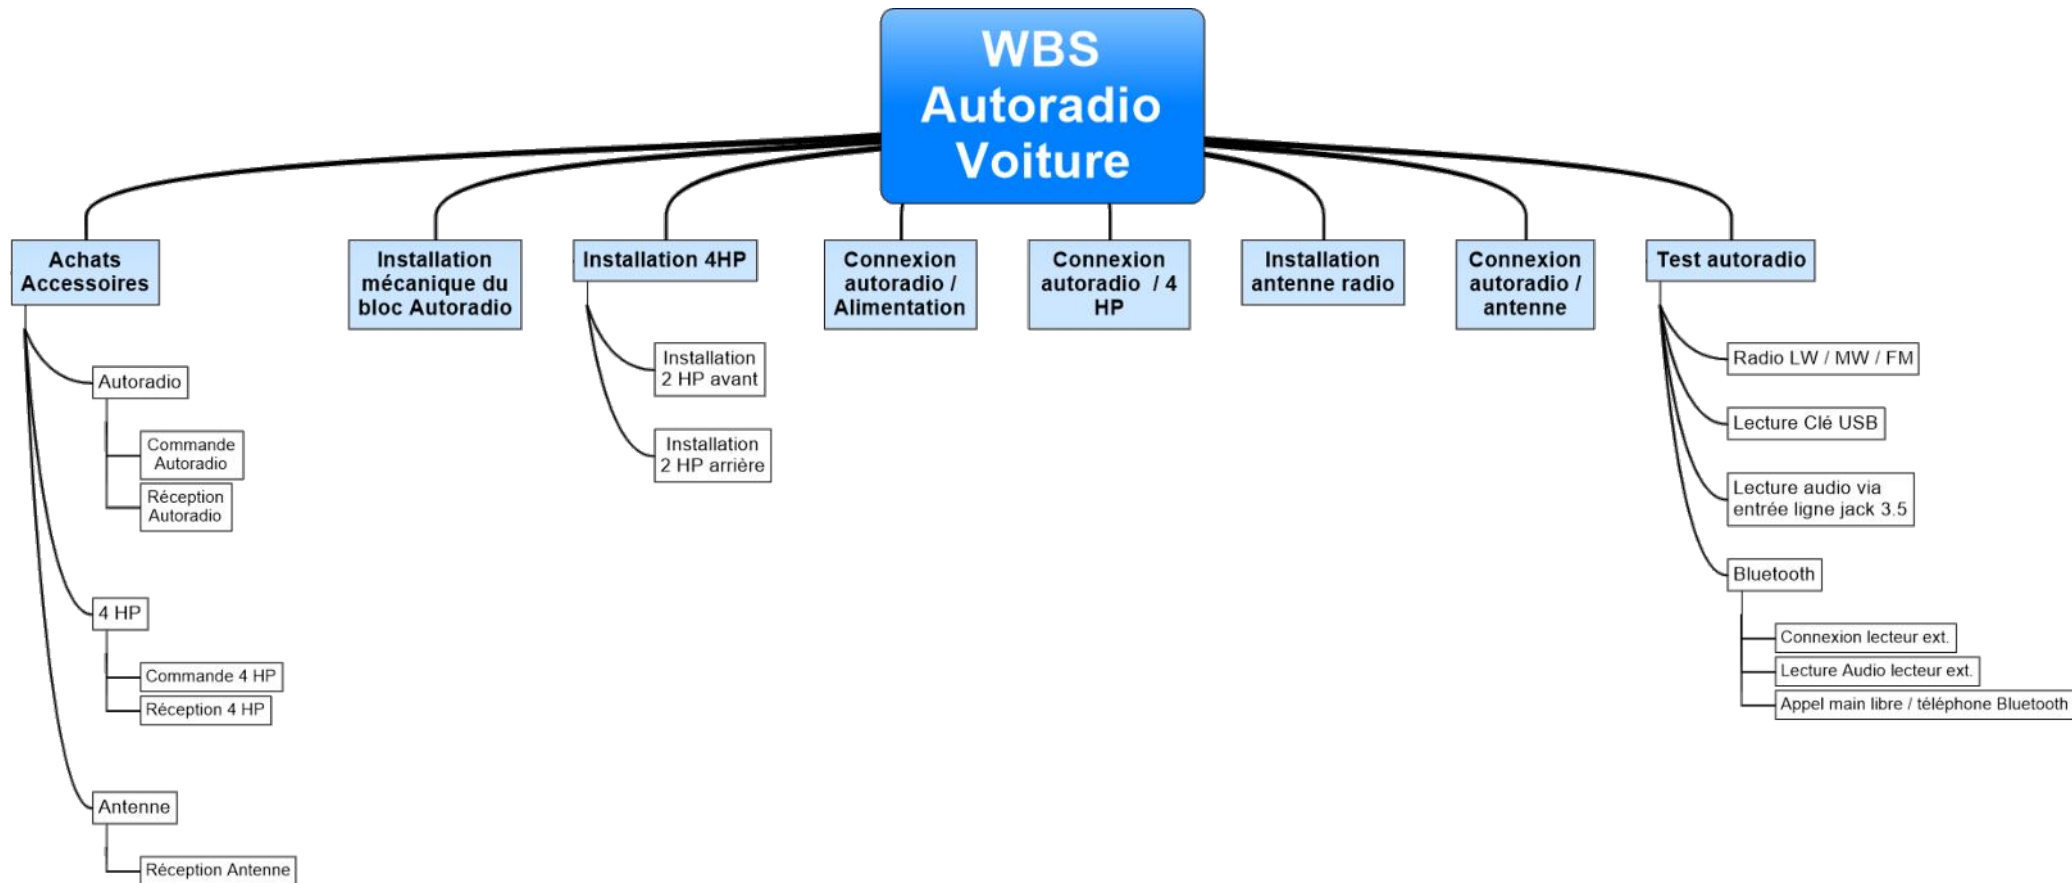 WBS
Autoradio
Voiture
Achats
Accessoires
Installation
mécanique du
bloc Autoradio
Installation 4HP
Connexion
autoradio /
Alimentation
Connexion
autoradio / 4
HP
Installation
antenne radio
Connexion
autoradio /
antenne
Test autoradio
Autoradio
Commande
Autoradio
Réception
Autoradio
4 HP
Commande 4 HP
Réception 4 HP
Antenne
Réception Antenne
Installation
2 HP avant
Installation
2 HP arrière
Radio LW / MW / FM
Lecture Clé USB
Lecture audio via
entrée ligne jack 3.5
Bluetooth
Connexion lecteur ext.
Lecture Audio lecteur ext.
Appel main libre / téléphone Bluetooth